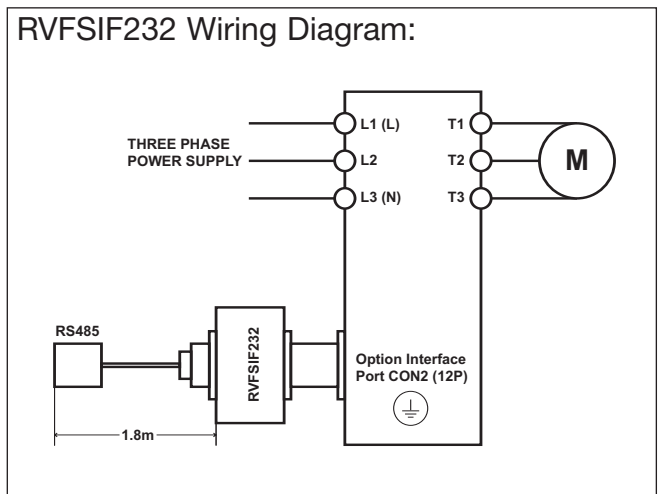 RVFSIF232 Wiring Diagram:
THREE PHASE
POWER SUPPLY
L1 (L)
L2
L3 (N)
T1
T2
T3
M
RS485
RVFSIF232
Option Interface
Port CON2 (12P)
1.8m